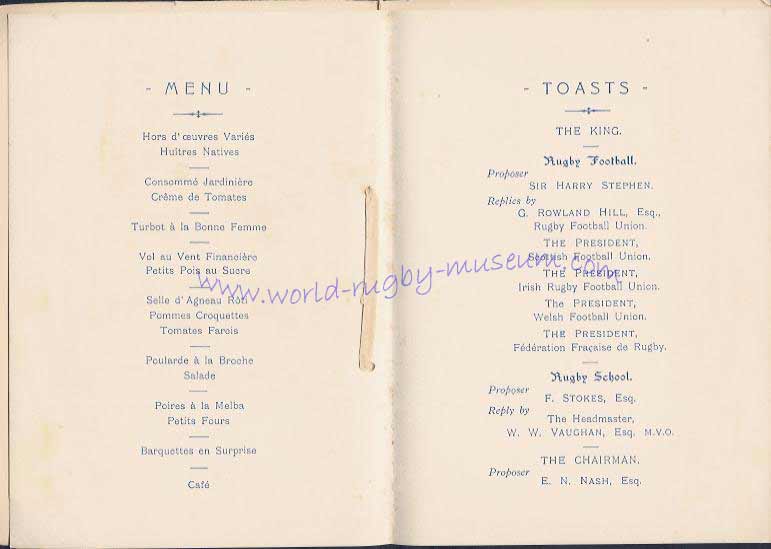 - MENU -
Hors d'œuvres Variés
Huîtres Natives
Consommé Jardinière
Crême de Tomates
Turbot à la Bonne Femme
Vol au Vent Financière
Petits Pois au Sucre
Selle d'Agneau Rôti
Pommes Croquettes
Tomates Farcis
Poularde à la Broche
Salade
Poires à la Melba
Petits Fours
Barquettes en Surprise
Café
- TOASTS -
THE KING.
Rugby Football.
Proposer
SIR HARRY STEPHEN.
Replies by
G. ROWLAND HILL, Esq.,
Rugby Football Union.
THE PRESIDENT,
Scottish Football Union.
THE PRESIDENT,
Irish Rugby Football Union.
The PRESIDENT,
Welsh Football Union.
THE PRESIDENT,
Fédération Fraçaise de Rugby.
Rugby School.
Proposer
F. STOKES, Esq.
Reply by
The Headmaster,
W. W. VAUGHAN, Esq. M.V.O.
THE CHAIRMAN.
Proposer
E. N. NASH, Esq.
www.world-rugby-museum.com